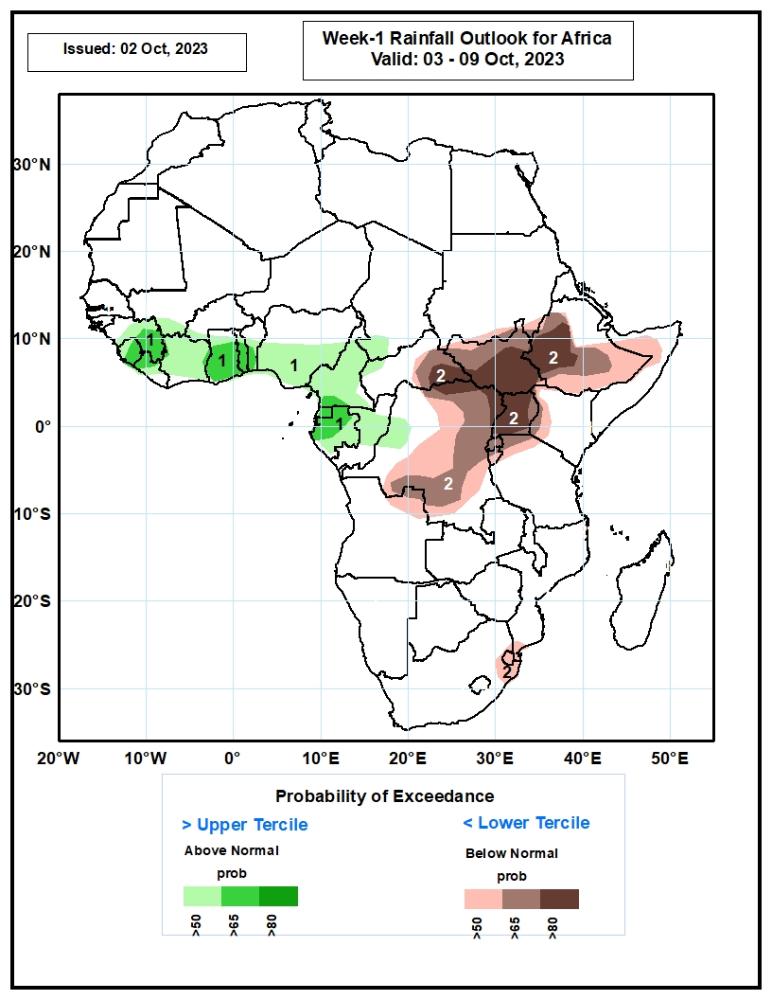 Issued: 02 Oct, 2023
Week-1 Rainfall Outlook for Africa
Valid: 03 - 09 Oct, 2023
30°N
20°N
10°N
0°
10°S
20°S
30°S
1
1
1
1
2
2
2
2
2
20°W
10°W
0°
10°E
20°E
30°E
40°E
50°E
Probability of Exceedance
> Upper Tercile
< Lower Tercile
Above Normal
Below Normal
prob
prob
>50
>65
>80
>50
>65
>80